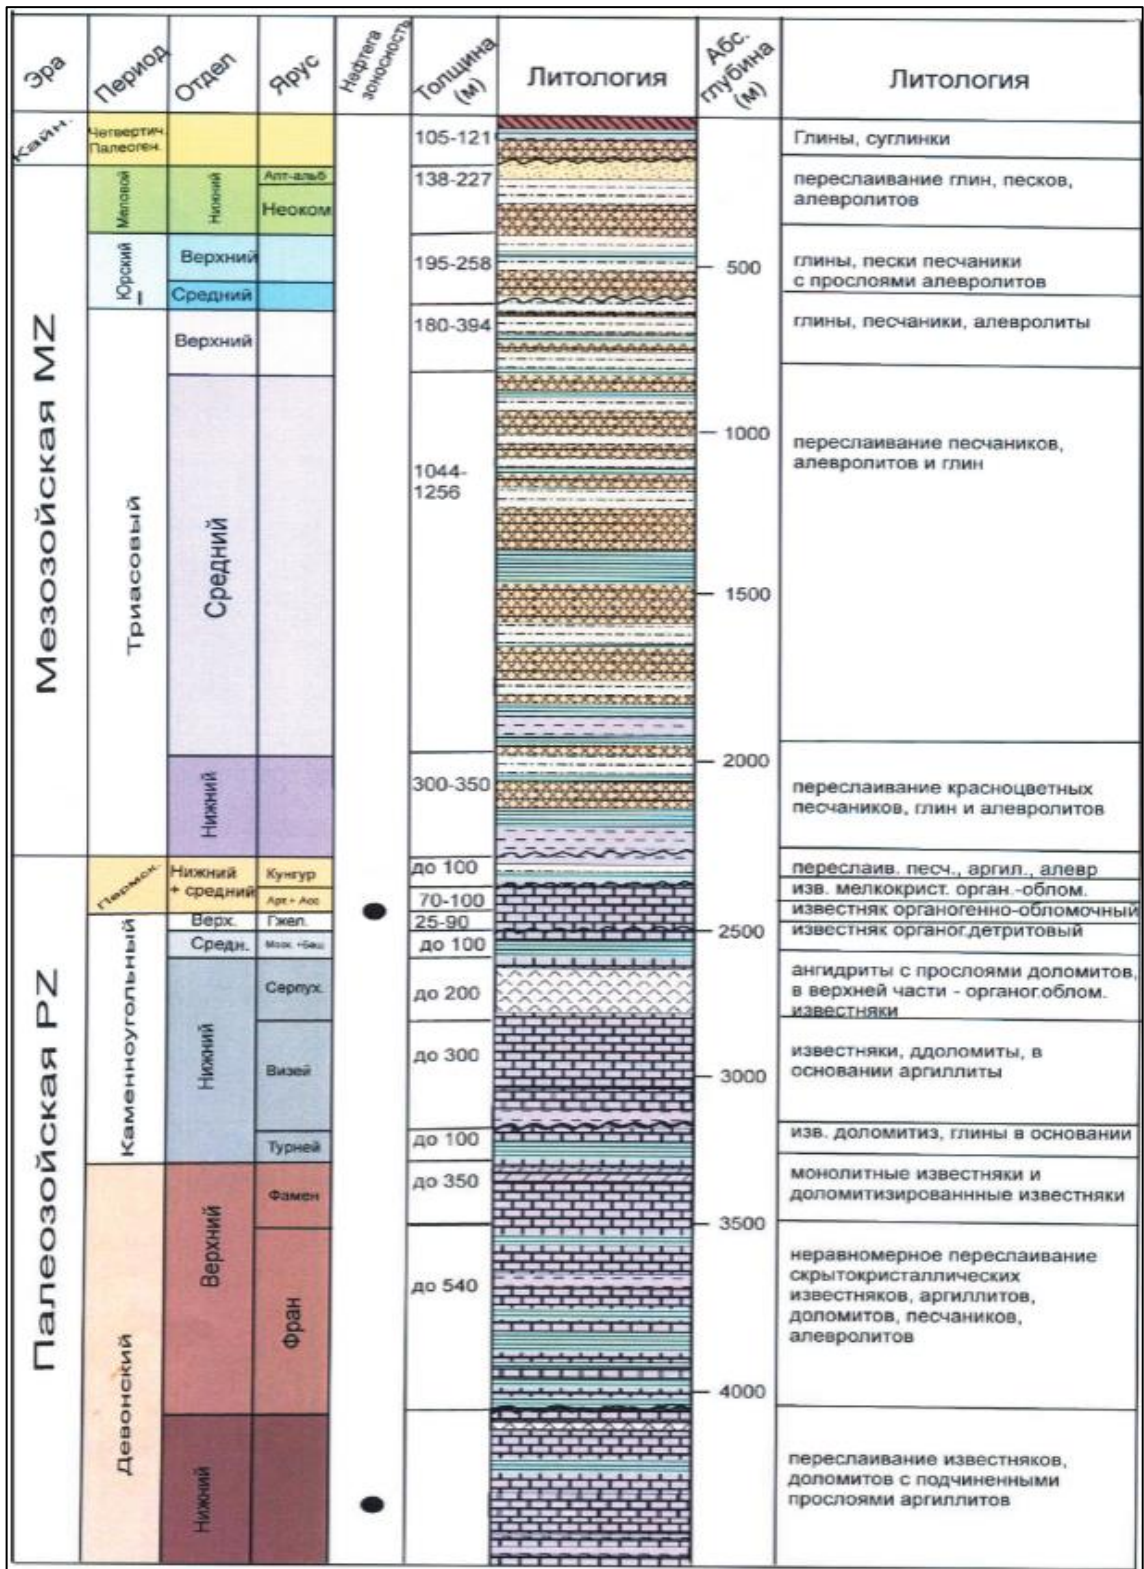 Эра
Период
Отдел
Ярус
Нефтега
зоносность
Толщина
(м)
Литология
Абс.
глубина
(м)
Литология
Кайн.
Четвертич.
Палеоген.
105-121
Глины, суглинки
Мезозойская MZ
Меловой
Нижний
Апт-альб
Неоком
138-227
переслаивание глин, песков,
алевролитов
Юрский
Верхний
Средний
195-258
500
глины, пески песчаники
с прослоями алевролитов
Триасовый
Верхний
180-394
глины, песчаники, алевролиты
Средний
1044-
1256
1000
1500
переслаивание песчаников,
алевролитов и глин
Нижний
300-350
2000
переслаивание красноцветных
песчаников, глин и алевролитов
Палеозойская PZ
Пермск.
Нижний
+ средний
Кунгур
до 100
переслаив. песч., аргил., алевр
Арт + Асс
70-100
изв. мелкокрист. орган.-облом.
Каменноугольный
Верх.
Гжел.
25-90
известняк органогенно-обломочный
2500
Средн.
Моск. +Баш
до 100
известняк органог.детритовый
Нижний
Серпух.
до 200
ангидриты с прослоями доломитов,
в верхней части - органог.облом.
известняки
Визей
до 300
3000
известняки, ддоломиты, в
основании аргиллиты
Турней
до 100
изв. доломитиз, глины в основании
Девонский
Верхний
Фамен
до 350
монолитные известняки и
доломитизированнные известняки
3500
Фран
до 540
неравномерное переслаивание
скрытокристаллических
известняков, аргиллитов,
доломитов, песчаников,
алевролитов
4000
Нижний
переслаивание известняков,
доломитов с подчиненными
прослоями аргиллитов